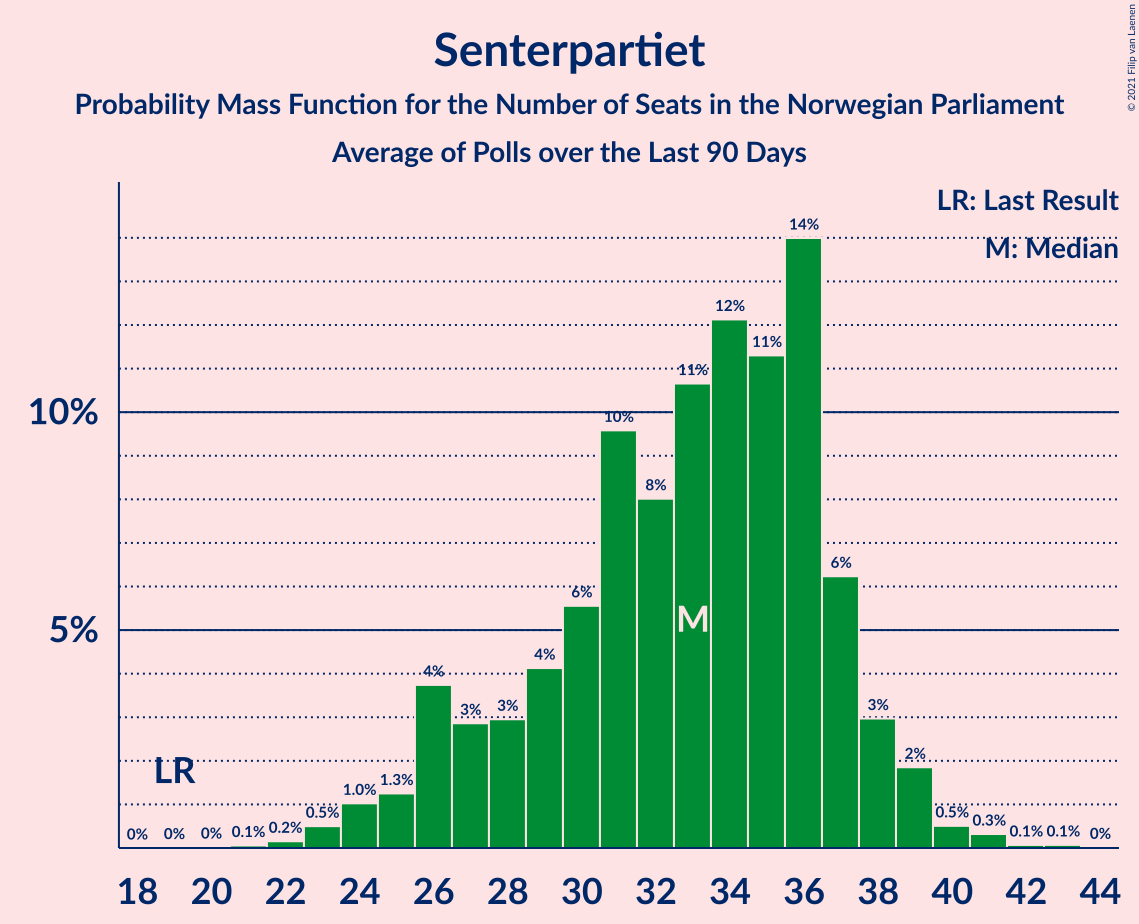 © 2021 Filip van Laenen
Senterpartiet
Probability Mass Function for the Number of Seats in the Norwegian Parliament
Average of Polls over the Last 90 Days
LR: Last Result
M: Median
10%
5%
LR
M
0% 0% 0% 0.1% 0.2% 0.5% 1.0% 1.3% 4% 3% 3% 4% 6% 10% 8% 11% 12% 11% 14% 6% 3% 2% 0.5% 0.3% 0.1% 0.1% 0%
18 20 22 24 26 28 30 32 34 36 38 40 42 44